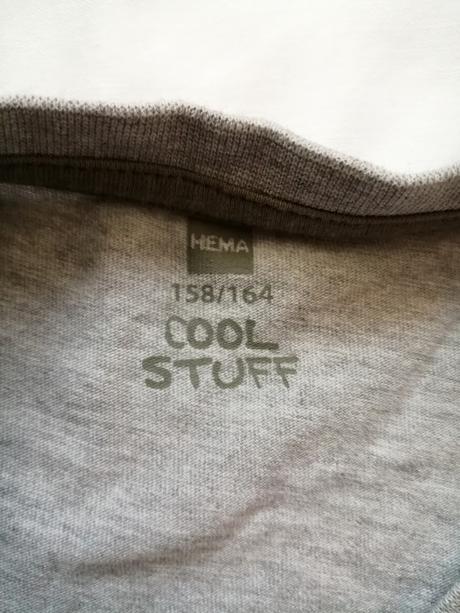 HEMA
158/164
COOL
STUFF